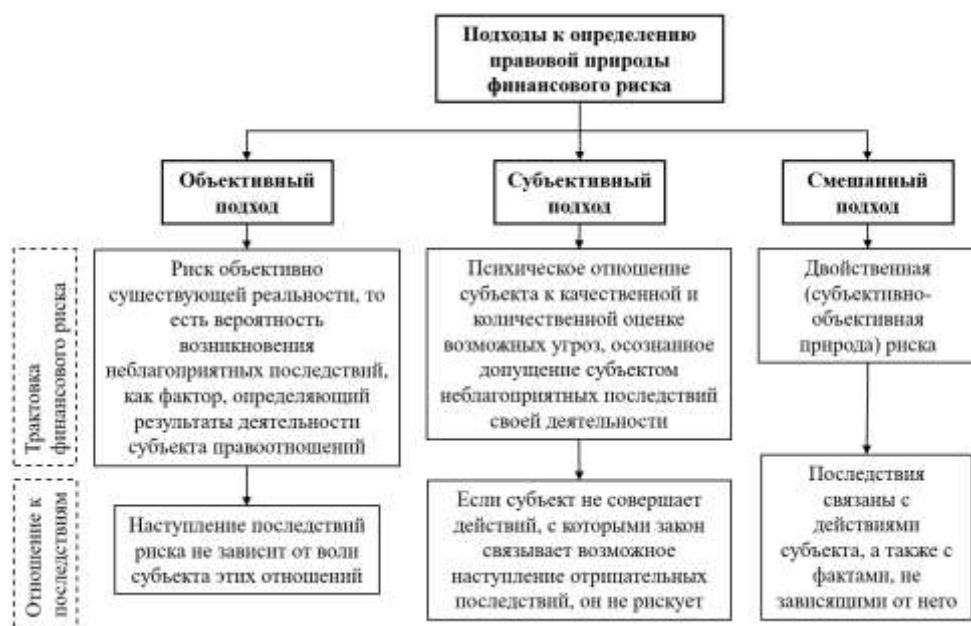 Подходы к определению
правовой природы
финансового риска
Объективный
подход
Субъективный
подход
Смешанный
подход
Трактовка
финансового риска
Риск объективно
существующей реальности, то
есть вероятность
возникновения
неблагоприятных последствий,
как фактор, определяющий
результаты деятельности
субъекта правоотношений
Психическое отношение
субъекта к качественной и
количественной оценке
возможных угроз, осознанное
допущение субъектом
неблагоприятных последствий
своей деятельности
Двойственная
(субъективно-
объективная
природа) риска
Отношение к
последствиям
Наступление последствий
риска не зависит от воли
субъекта этих отношений
Если субъект не совершает
действий, с которыми закон
связывает возможное
наступление отрицательных
последствий, он не рискует
Последствия
связаны с
действиями
субъекта, а также с
фактами, не
зависящими от него